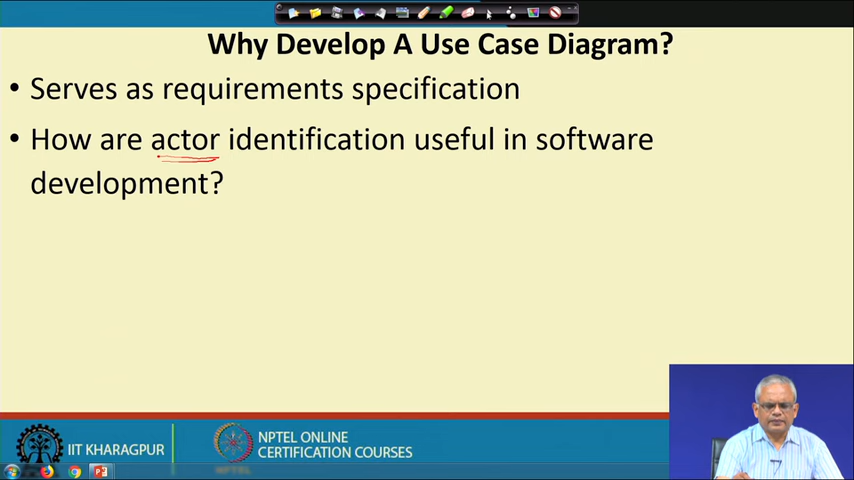 Why Develop A Use Case Diagram?
• Serves as requirements specification
• How are actor identification useful in software
development?
IIT KHARAGPUR
NPTEL ONLINE
CERTIFICATION COURSES
NPTEL